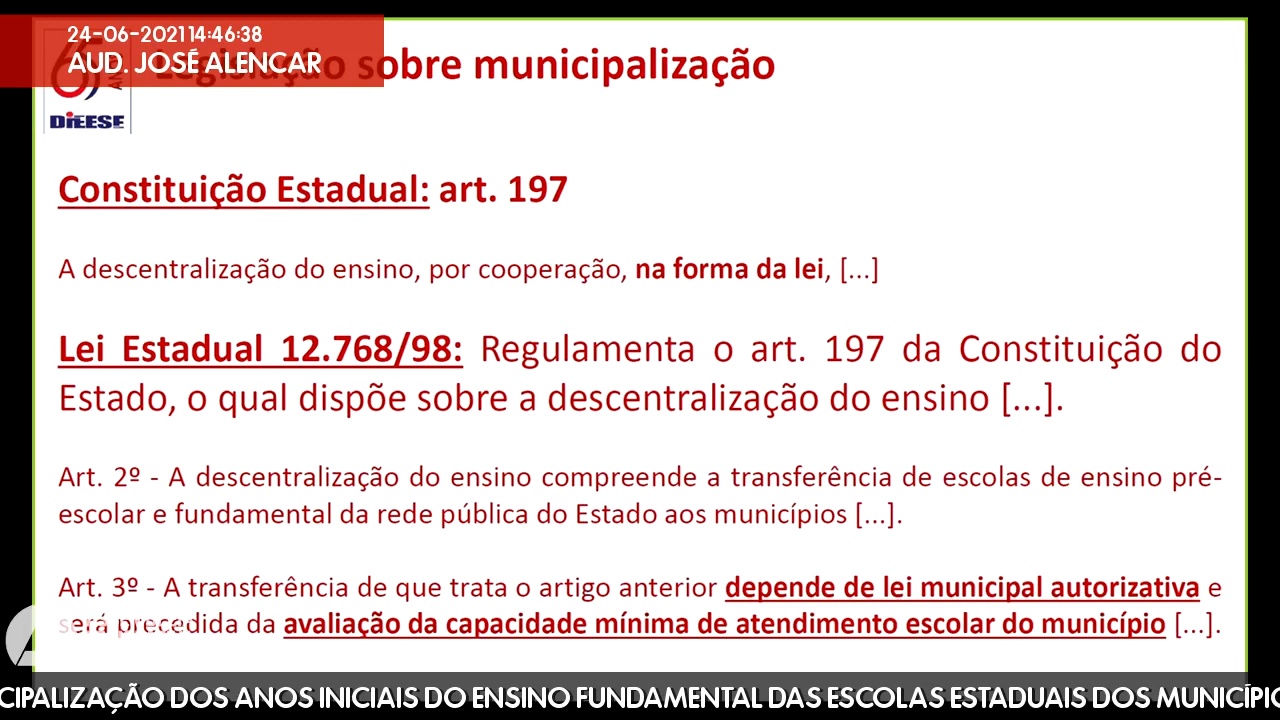 24-06-2021 14:46:38
AUD. JOSÉ ALENCAR
sobre municipalização
DIEESE
Constituição Estadual: art. 197
A descentralização do ensino, por cooperação, na forma da lei, [...]
Lei Estadual 12.768/98: Regulamenta o art. 197 da Constituição do
Estado, o qual dispõe sobre a descentralização do ensino [...].
Art. 2º - A descentralização do ensino compreende a transferência de escolas de ensino pré-
escolar e fundamental da rede pública do Estado aos municípios [...].
Art. 3º - A transferência de que trata o artigo anterior depende de lei municipal autorizativa e
será precedida da avaliação da capacidade mínima de atendimento escolar do município [...].
CIPALIZAÇÃO DOS ANOS INICIAIS DO ENSINO FUNDAMENTAL DAS ESCOLAS ESTADUAIS DOS MUNICÍPIO